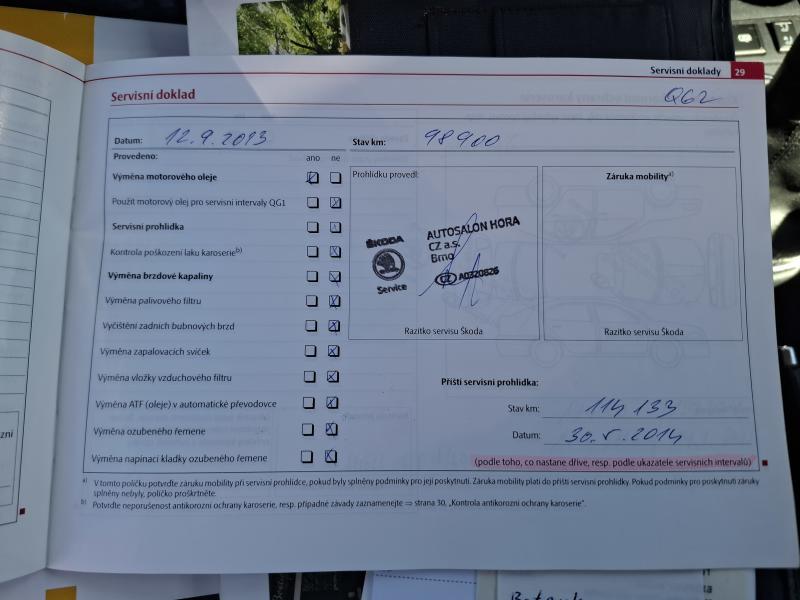 Servisní doklady 29
Servisní doklad
QG2
Datum: 12.9.2013
Stav km: 98900
Provedeno: ano ne
Výměna motorového oleje
Použit motorový olej pro servisní intervaly QG1
Servisní prohlídka
Kontrola poškození laku karoserie b)
Výměna brzdové kapaliny
Výměna palivového filtru
Vyčištění zadních bubnových brzd
Výměna zapalovacích svíček
Výměna vložky vzduchového filtru
Výměna ATF (oleje) v automatické převodovce
Výměna ozubeného řemene
Výměna napínací kladky ozubeného řemene
Prohlídku provedl:
ŠKODA
Service
AUTOSALON HORA
CZ a.s.
Brno
CZ A0320826
Razítko servisu Škoda
Záruka mobility a)
Razítko servisu Škoda
Příští servisní prohlídka:
Stav km: 114 133
Datum: 30.V.2014
(podle toho, co nastane dříve, resp. podle ukazatele servisních intervalů)
a) V tomto políčku potvrďte záruku mobility při servisní prohlídce, pokud byly splněny podmínky pro její poskytnutí. Záruka mobility platí do příští servisní prohlídky. Pokud podmínky pro poskytnutí záruky
splněny nebyly, políčko proškrtněte.
b) Potvrďte neporušenost antikorozní ochrany karoserie, resp. případné závady zaznamenejte ⇒ strana 30, „Kontrola antikorozní ochrany karoserie“.